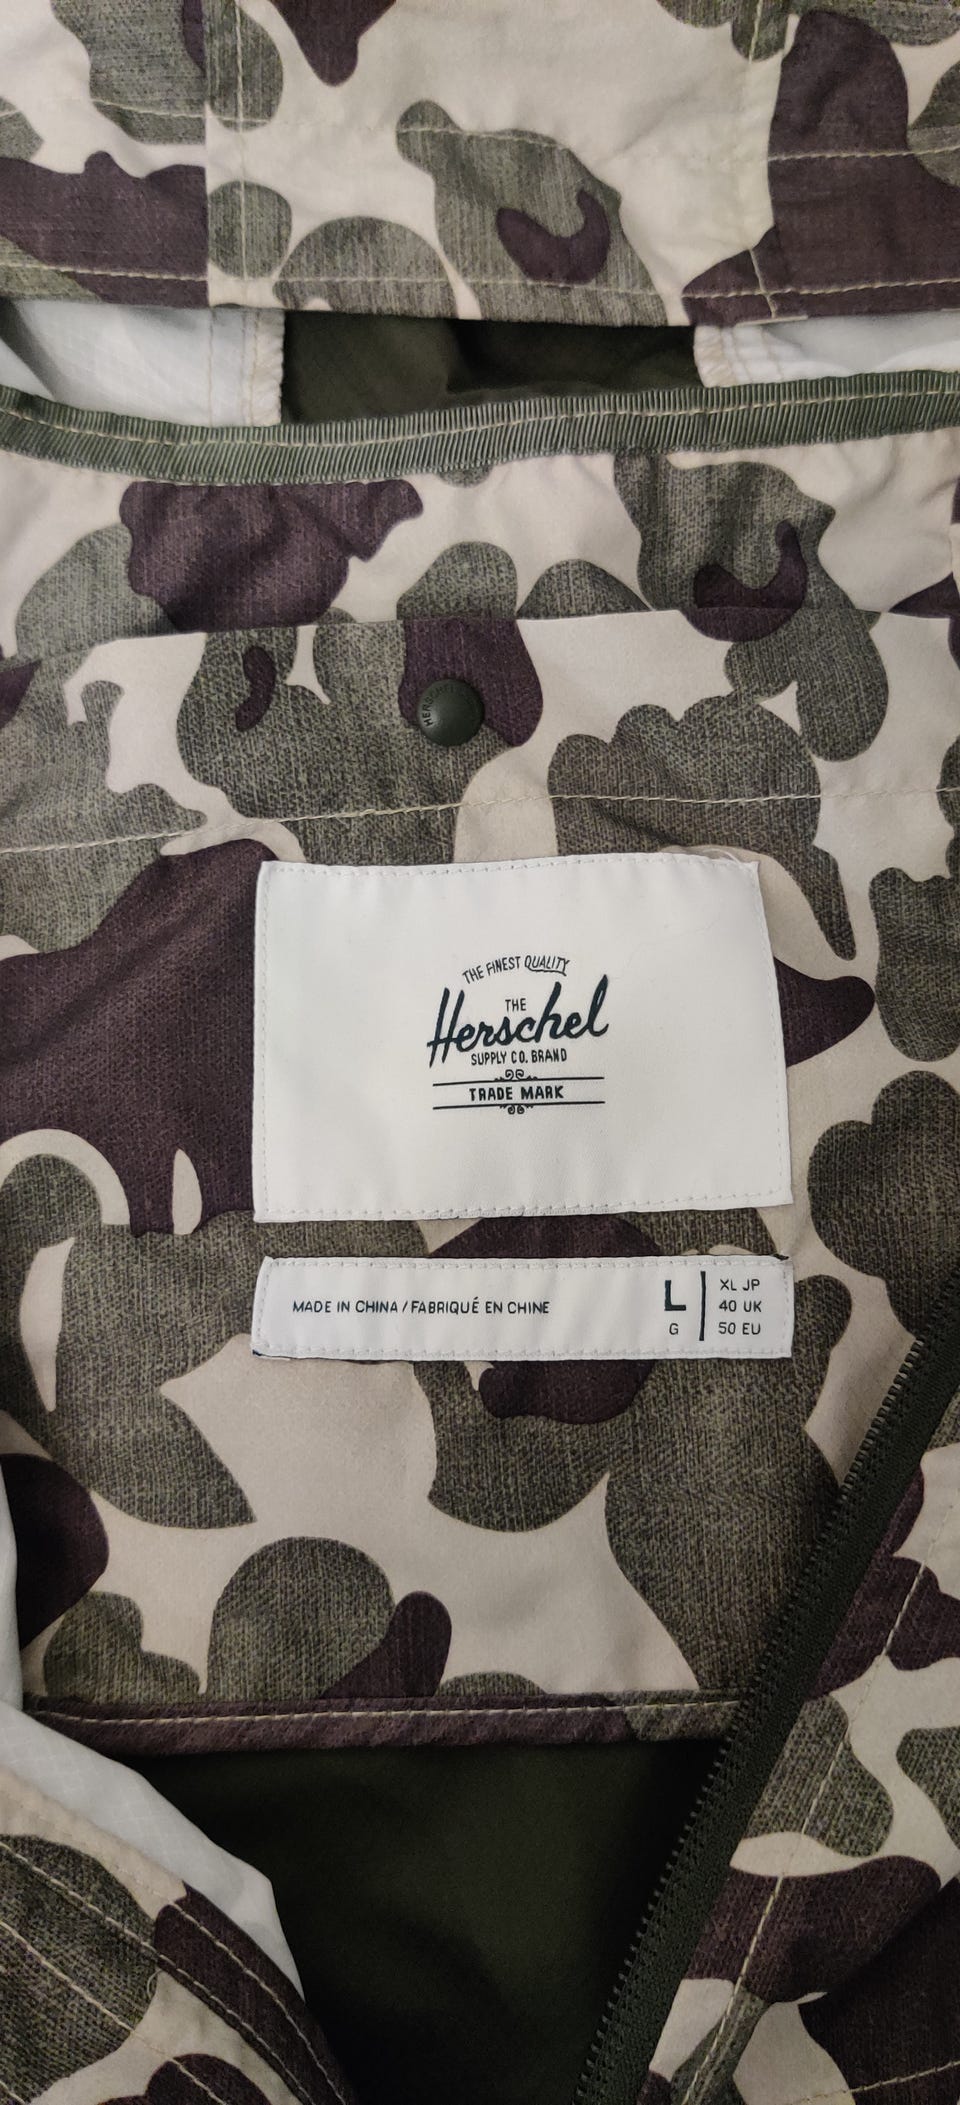 HERSCHEL
THE FINEST QUALITY
THE
Herschel
SUPPLY CO. BRAND
TRADE MARK
MADE IN CHINA / FABRIQUÉ EN CHINE
L
G
XL JP
40 UK
50 EU